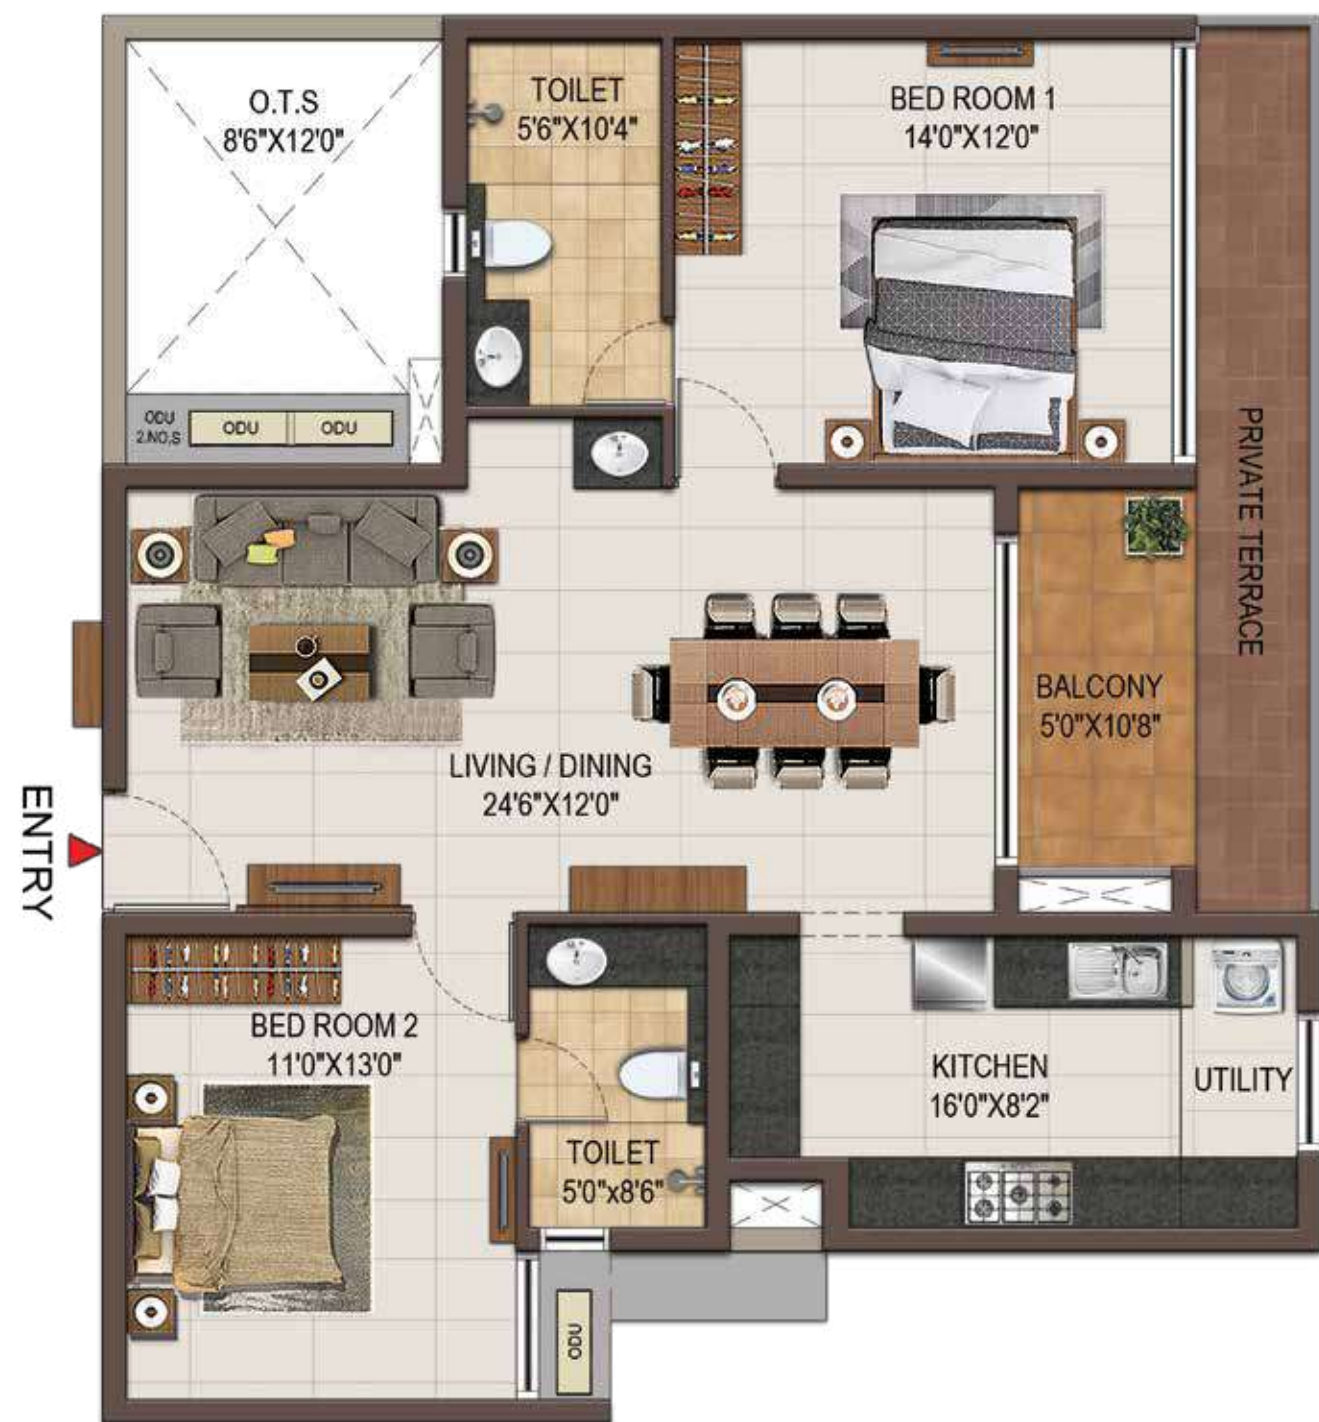 O.T.S
8'6"X12'0"
TOILET
5'6"X10'4"
BED ROOM 1
14'0"X12'0"
ODU
2.NO,S
ODU
ODU
PRIVATE TERRACE
BALCONY
5'0"X10'8"
LIVING / DINING
24'6"X12'0"
ENTRY
BED ROOM 2
11'0"X13'0"
KITCHEN
16'0"X8'2"
UTILITY
TOILET
5'0"x8'6"
ODU